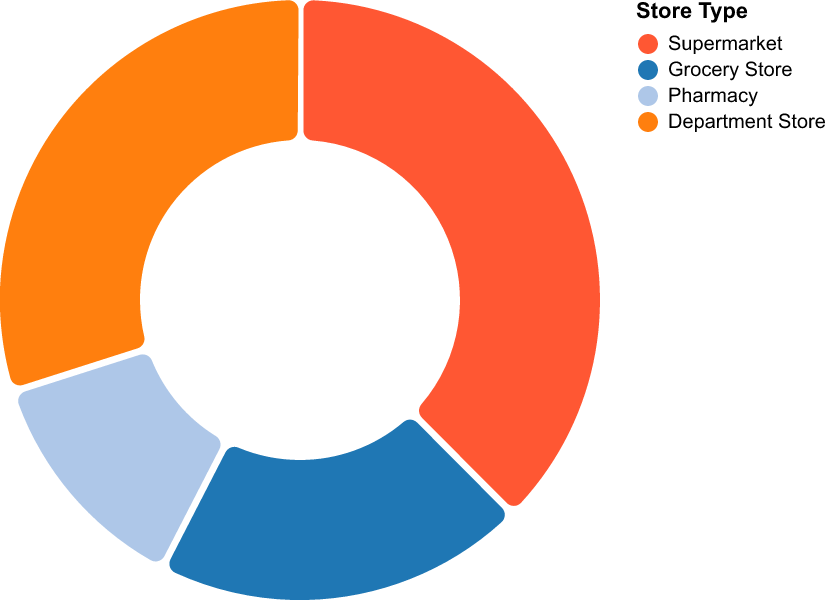 Store Type
Supermarket
Grocery Store
Pharmacy
Department Store